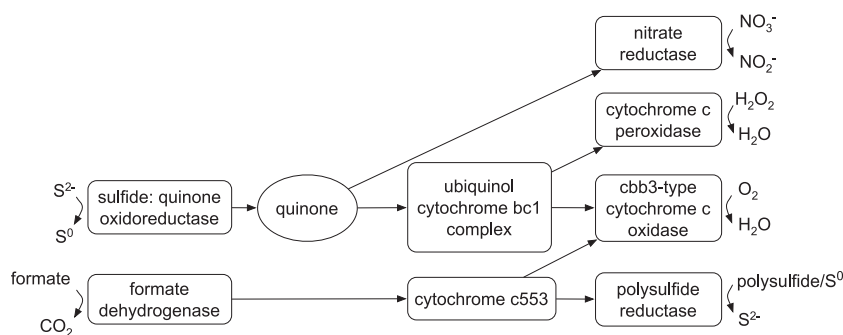 nitrate
reductase
NO₃⁻
NO₂⁻
cytochrome c
peroxidase
H₂O₂
H₂O
S²⁻
S⁰
sulfide: quinone
oxidoreductase
quinone
ubiquinol
cytochrome bc1
complex
cbb3-type
cytochrome c
oxidase
O₂
H₂O
formate
CO₂
formate
dehydrogenase
cytochrome c553
polysulfide
reductase
polysulfide/S⁰
S²⁻